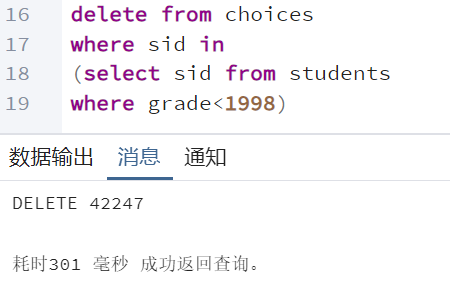 16 delete from choices
17 where sid in
18 (select sid from students
19 where grade<1998)
数据输出 消息 通知
DELETE 42247
耗时301 毫秒 成功返回查询。